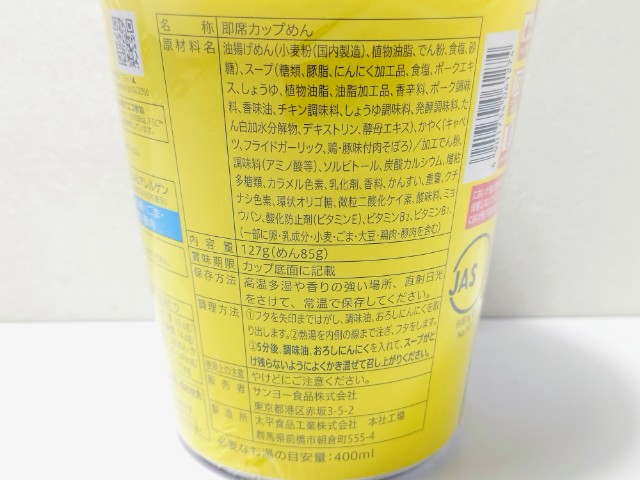 名称 即席カップめん
原材料名 油揚げめん(小麦粉(国内製造)、植物油脂、でん粉、食塩、砂
糖)、スープ(糖類、豚脂、にんにく加工品、食塩、ポークエキ
ス、しょうゆ、植物油脂、油脂加工品、香辛料、ポーク調味
料、香味油、チキン調味料、しょうゆ調味料、発酵調味料、た
ん白加水分解物、デキストリン、酵母エキス)、かやく(キャベ
ツ、フライドガーリック、鶏・豚味付肉そぼろ)/加工でん粉、
調味料(アミノ酸等)、ソルビトール、炭酸カルシウム、増粘
多糖類、カラメル色素、乳化剤、香料、かんすい、重曹、クチ
ナシ色素、環状オリゴ糖、微粒二酸化ケイ素、酸味料、ミョ
ウバン、酸化防止剤(ビタミンE)、ビタミンB2、ビタミンB1、
(一部に卵・乳成分・小麦・ごま・大豆・鶏肉・豚肉を含む)
内容量 127g(めん85g)
賞味期限 カップ底面に記載
保存方法 高温多湿や香りの強い場所、直射日光
をさけて、常温で保存してください。
調理方法 ①フタを矢印まではがし、調味油、おろしにんにくを取
り出します。②熱湯を内側の線まで注ぎ、フタをします。
③5分後、調味油、おろしにんにくを入れて、スープがと
け残らないようによくかき混ぜて召し上がりください。
使用上の注意 やけどにご注意ください。
販売者 サンヨー食品株式会社
東京都港区赤坂3-5-2
製造所 太平食品工業株式会社 本社工場
群馬県前橋市朝倉町555-4
必要なお湯の目安量:400ml
JAS